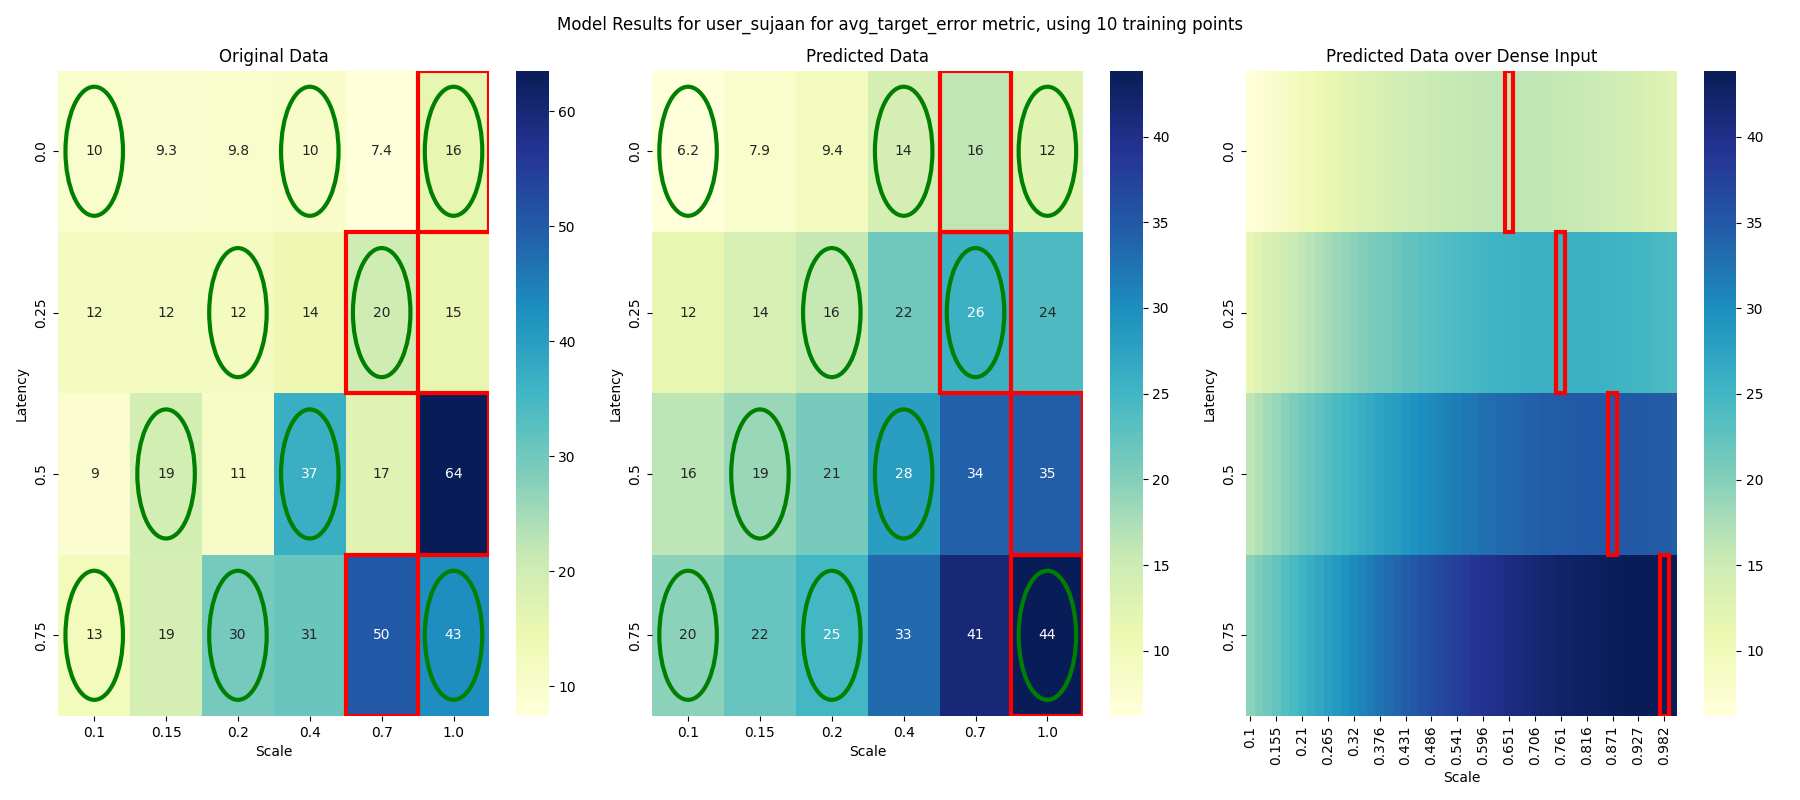 Model Results for user_sujaan for avg_target_error metric, using 10 training points
Original Data
Latency
0.0 10 9.3 9.8 10 7.4 16
0.25 12 12 12 14 20 15
0.5 9 19 11 37 17 64
0.75 13 19 30 31 50 43
0.1 0.15 0.2 0.4 0.7 1.0
Scale
60
50
40
30
20
10
Predicted Data
Latency
0.0 6.2 7.9 9.4 14 16 12
0.25 12 14 16 22 26 24
0.5 16 19 21 28 34 35
0.75 20 22 25 33 41 44
0.1 0.15 0.2 0.4 0.7 1.0
Scale
40
35
30
25
20
15
10
Predicted Data over Dense Input
Latency
0.0
0.25
0.5
0.75
0.1 0.155 0.21 0.265 0.32 0.376 0.431 0.486 0.541 0.596 0.651 0.706 0.761 0.816 0.871 0.927 0.982
Scale
40
35
30
25
20
15
10